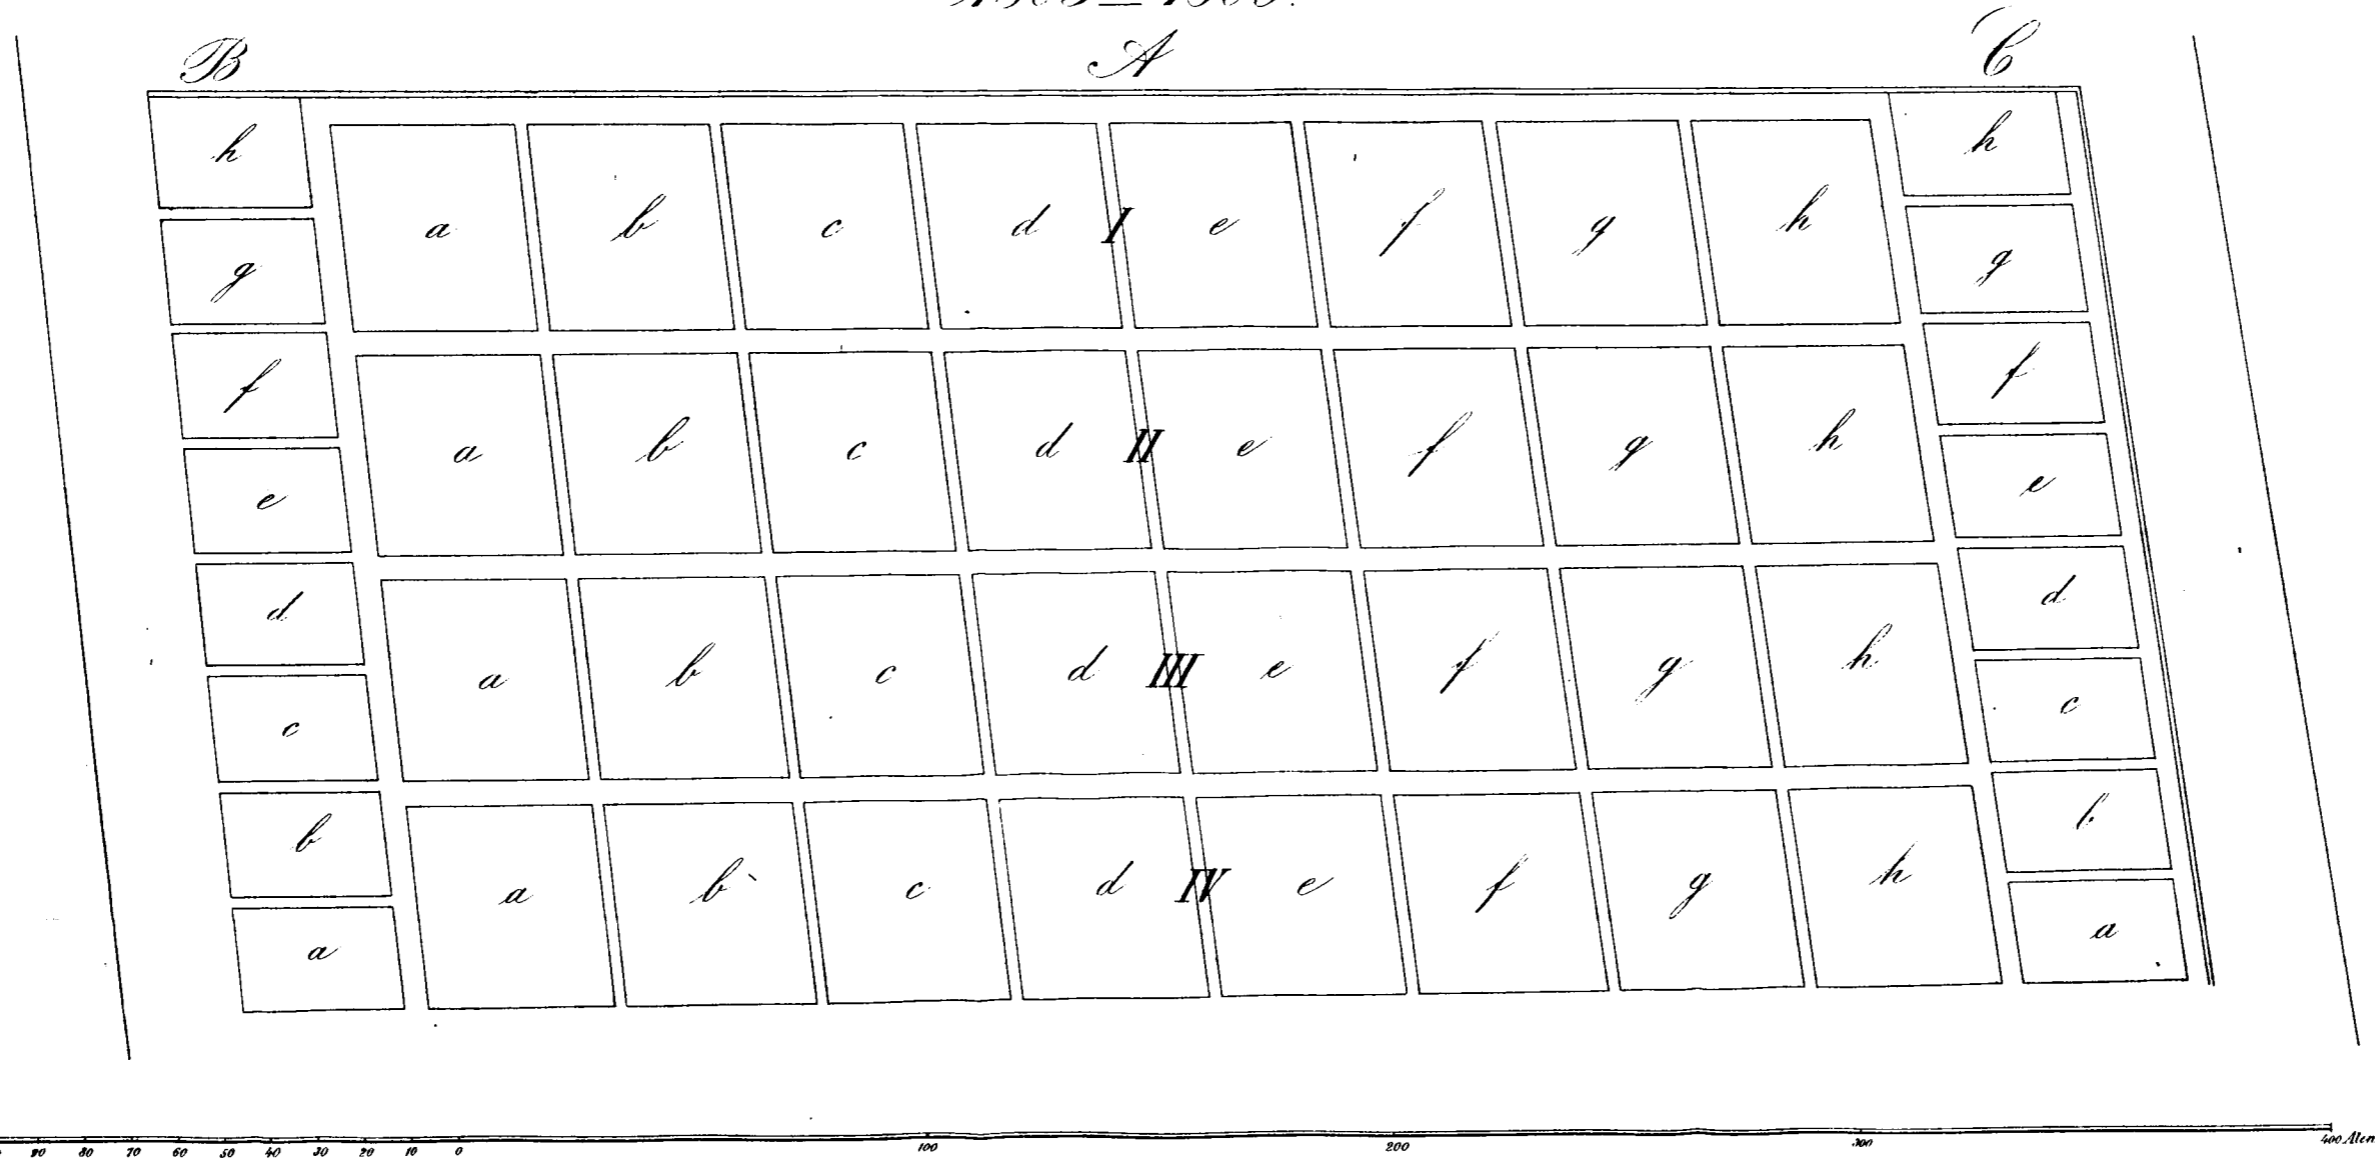 B A C
h h
a b c d I e f g h
g g
f f
a b c d II e f g h
e e
d d
a b c d III e f g h
c c
b b
a b c d IV e f g h
a a
90 80 70 60 50 40 30 20 10 0 100 200 300 400 Alen